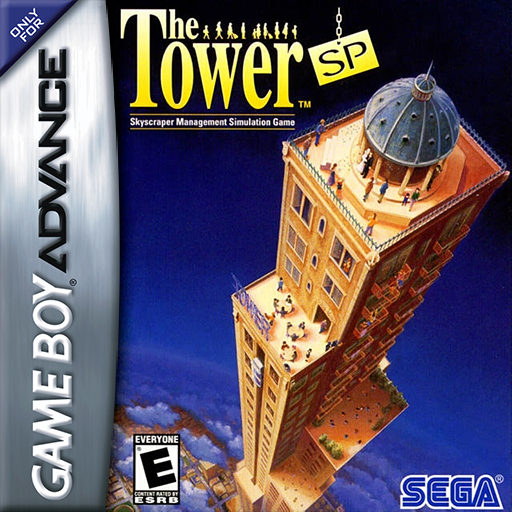 ONLY
FOR
GAME BOY ADVANCE
The
Tower
SP
TM
Skyscraper Management Simulation Game
EVERYONE
E
CONTENT RATED BY
ESRB
SEGA